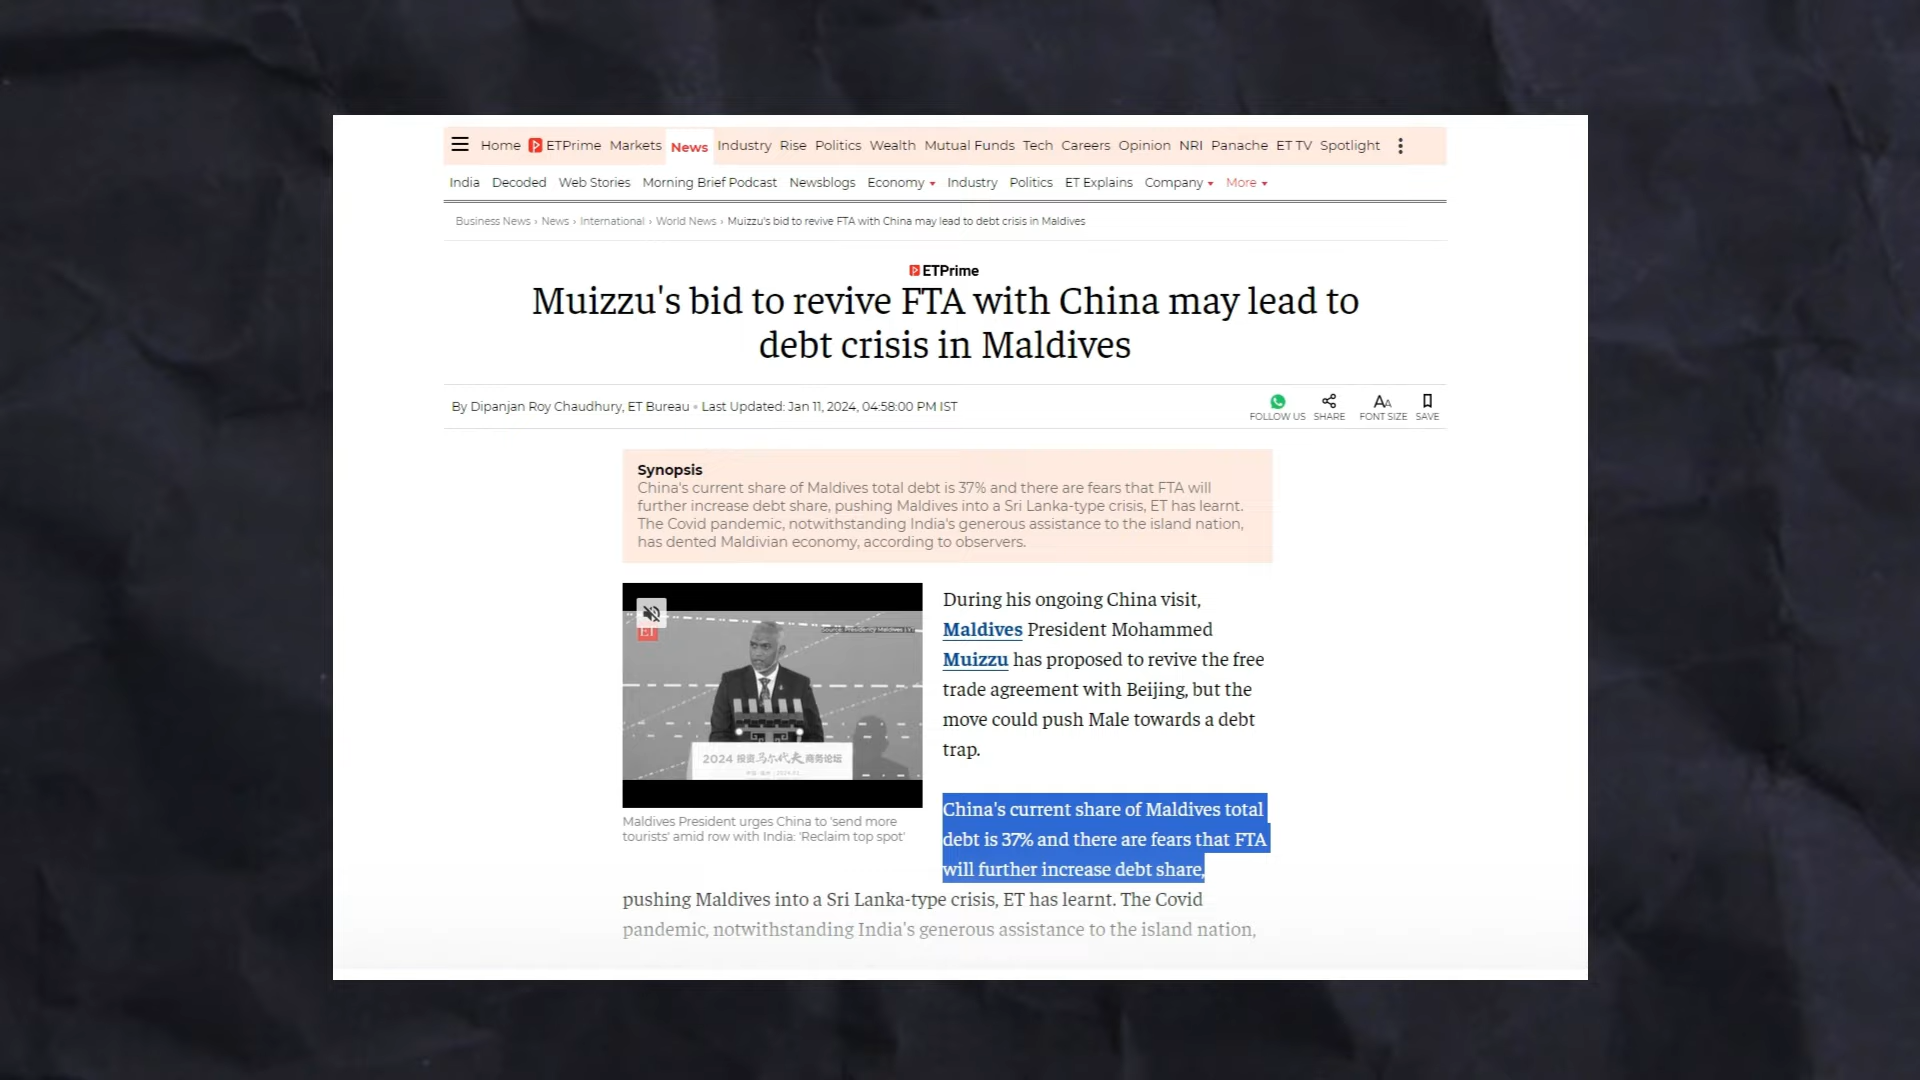 Home ETPrime Markets News Industry Rise Politics Wealth Mutual Funds Tech Careers Opinion NRI Panache ET TV Spotlight
India Decoded Web Stories Morning Brief Podcast Newsblogs Economy Industry Politics ET Explains Company More
Business News › News › International › World News › Muizzu's bid to revive FTA with China may lead to debt crisis in Maldives
ETPrime
Muizzu's bid to revive FTA with China may lead to
debt crisis in Maldives
By Dipanjan Roy Chaudhury, ET Bureau • Last Updated: Jan 11, 2024, 04:58:00 PM IST
FOLLOW US SHARE FONT SIZE SAVE
Synopsis
China's current share of Maldives total debt is 37% and there are fears that FTA will
further increase debt share, pushing Maldives into a Sri Lanka-type crisis, ET has learnt.
The Covid pandemic, notwithstanding India's generous assistance to the island nation,
has dented Maldivian economy, according to observers.
ET
2024 投资马尔代夫商务论坛
Maldives President urges China to 'send more
tourists' amid row with India: 'Reclaim top spot'
During his ongoing China visit,
Maldives President Mohammed
Muizzu has proposed to revive the free
trade agreement with Beijing, but the
move could push Male towards a debt
trap.
China's current share of Maldives total
debt is 37% and there are fears that FTA
will further increase debt share,
pushing Maldives into a Sri Lanka-type crisis, ET has learnt. The Covid
pandemic, notwithstanding India's generous assistance to the island nation,